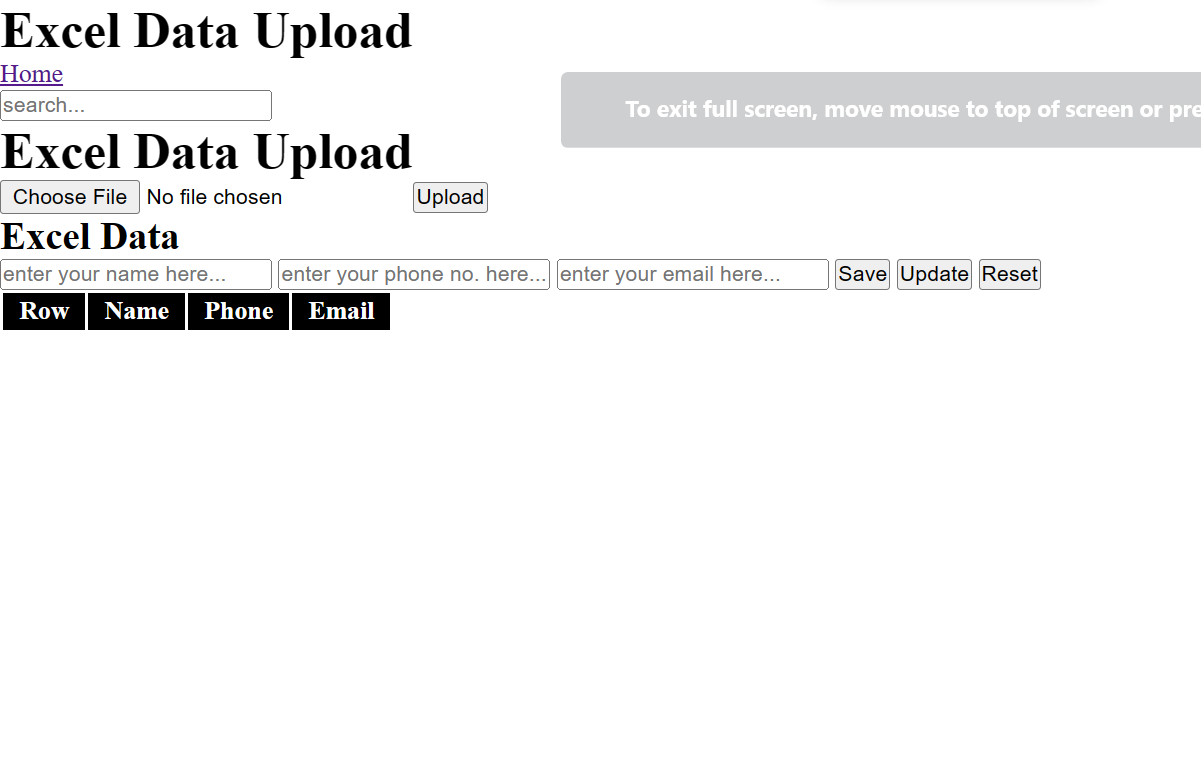 Excel Data Upload
Home
search...
To exit full screen, move mouse to top of screen or pre
Excel Data Upload
Choose File No file chosen Upload
Excel Data
enter your name here... enter your phone no. here... enter your email here... Save Update Reset
Row Name Phone Email